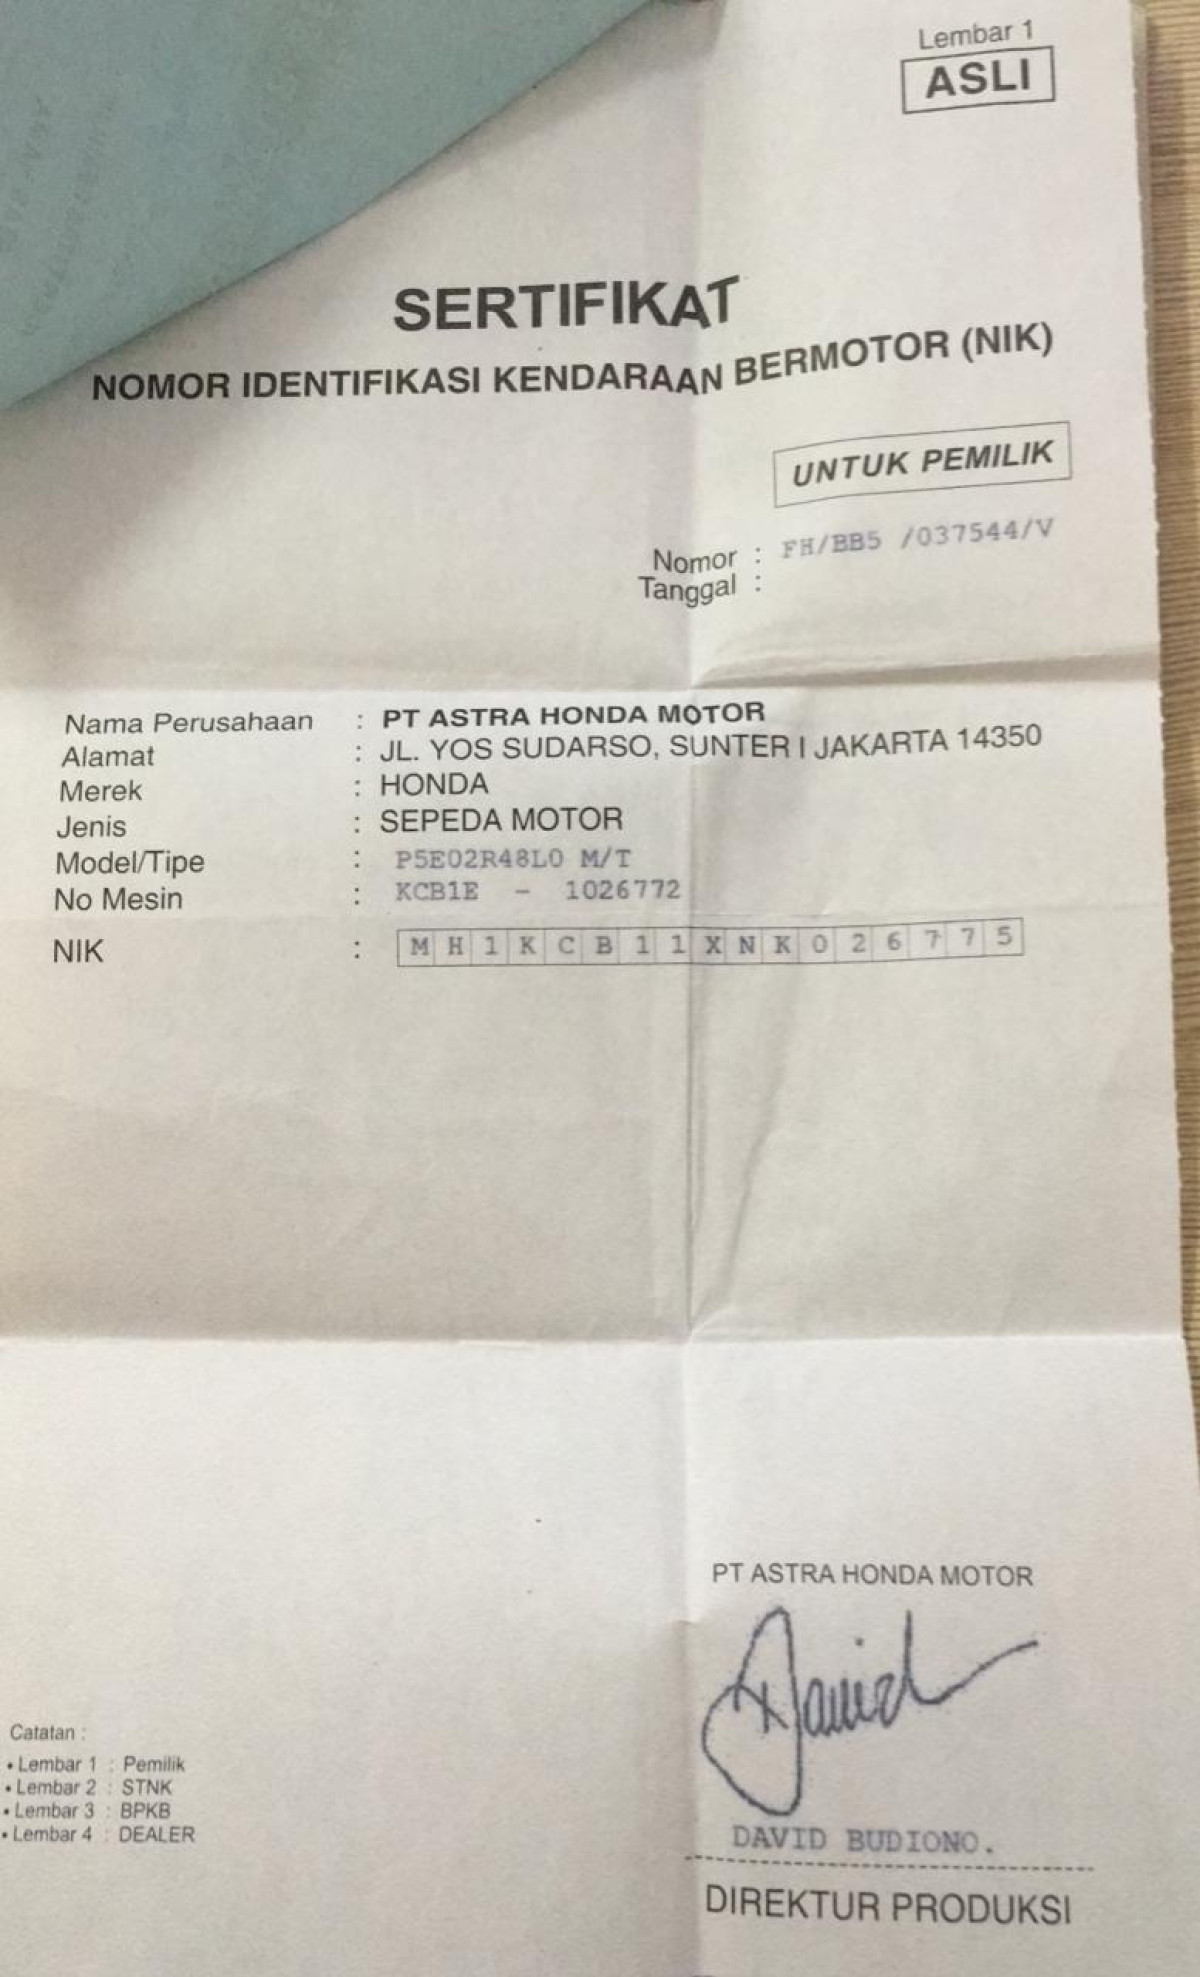 Lembar 1
ASLI
SERTIFIKAT
NOMOR IDENTIFIKASI KENDARAAN BERMOTOR (NIK)
UNTUK PEMILIK
Nomor : FH/BB5 /037544/V
Tanggal :
Nama Perusahaan : PT ASTRA HONDA MOTOR
Alamat : JL. YOS SUDARSO, SUNTER I JAKARTA 14350
Merek : HONDA
Jenis : SEPEDA MOTOR
Model/Tipe : P5E02R48L0 M/T
No Mesin : KCB1E - 1026772
NIK : MH1KCB11XNK026775
PT ASTRA HONDA MOTOR
David
DAVID BUDIONO.
DIREKTUR PRODUKSI
Catatan :
• Lembar 1 : Pemilik
• Lembar 2 : STNK
• Lembar 3 : BPKB
• Lembar 4 : DEALER